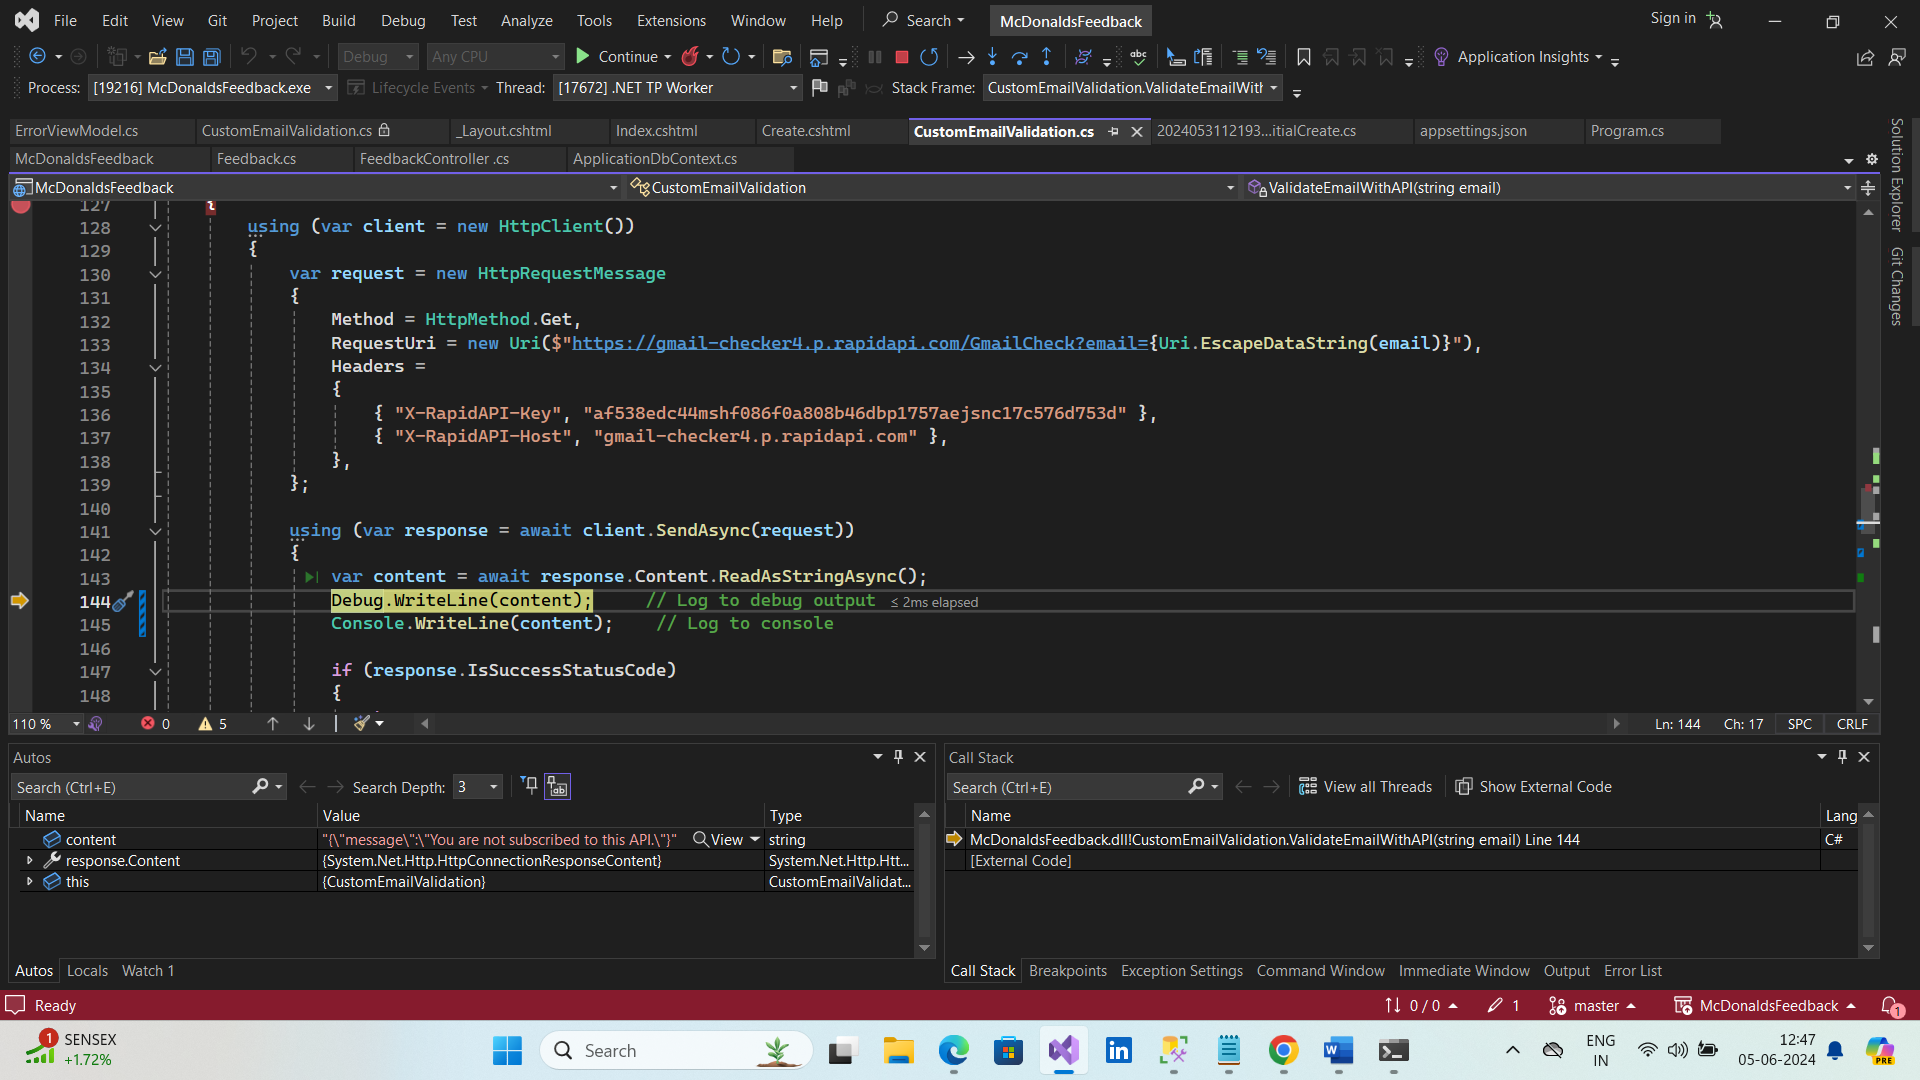 File Edit View Git Project Build Debug Test Analyze Tools Extensions Window Help Search McDonaldsFeedback Sign in
Debug Any CPU Continue Application Insights
Process: [19216] McDonaldsFeedback.exe Lifecycle Events Thread: [17672] .NET TP Worker Stack Frame: CustomEmailValidation.ValidateEmailWith
ErrorViewModel.cs CustomEmailValidation.cs _Layout.cshtml Index.cshtml Create.cshtml CustomEmailValidation.cs 2024053112193...itialCreate.cs appsettings.json Program.cs
McDonaldsFeedback Feedback.cs FeedbackController .cs ApplicationDbContext.cs
McDonaldsFeedback CustomEmailValidation ValidateEmailWithAPI(string email)
Solution Explorer
Git Changes
127 {
128 using (var client = new HttpClient())
129 {
130 var request = new HttpRequestMessage
131 {
132 Method = HttpMethod.Get,
133 RequestUri = new Uri($"https://gmail-checker4.p.rapidapi.com/GmailCheck?email={Uri.EscapeDataString(email)}"),
134 Headers =
135 {
136 { "X-RapidAPI-Key", "af538edc44mshf086f0a808b46dbp1757aejsnc17c576d753d" },
137 { "X-RapidAPI-Host", "gmail-checker4.p.rapidapi.com" },
138 },
139 };
140
141 using (var response = await client.SendAsync(request))
142 {
143 var content = await response.Content.ReadAsStringAsync();
144 Debug.WriteLine(content); // Log to debug output ≤ 2ms elapsed
145 Console.WriteLine(content); // Log to console
146
147 if (response.IsSuccessStatusCode)
148 {
110 % 0 5 Ln: 144 Ch: 17 SPC CRLF
Autos
Search (Ctrl+E) Search Depth: 3
Name Value Type
content "{\"message\":\"You are not subscribed to this API.\"}" View string
response.Content {System.Net.Http.HttpConnectionResponseContent} System.Net.Http.Htt...
this {CustomEmailValidation} CustomEmailValidat...
Autos Locals Watch 1
Call Stack
Search (Ctrl+E) View all Threads Show External Code
Name Lang
McDonaldsFeedback.dll!CustomEmailValidation.ValidateEmailWithAPI(string email) Line 144 C#
[External Code]
Call Stack Breakpoints Exception Settings Command Window Immediate Window Output Error List
Ready 0 / 0 1 master McDonaldsFeedback 1
1 SENSEX
+1.72%
Search
ENG
IN
12:47
05-06-2024
PRE